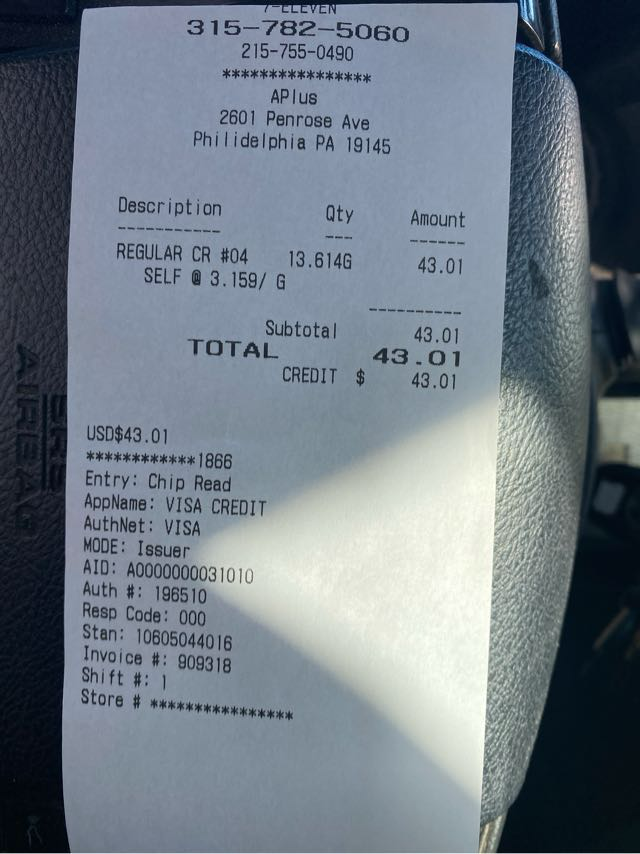 7-ELEVEN
315-782-5060
215-755-0490
****************
APlus
2601 Penrose Ave
Philidelphia PA 19145
Description Qty Amount
----------- --- ------
REGULAR CR #04 13.614G 43.01
SELF @ 3.159/ G
----------
Subtotal 43.01
TOTAL 43.01
CREDIT $ 43.01
USD$43.01
************1866
Entry: Chip Read
AppName: VISA CREDIT
AuthNet: VISA
MODE: Issuer
AID: A0000000031010
Auth #: 196510
Resp Code: 000
Stan: 10605044016
Invoice #: 909318
Shift #: 1
Store # ****************
SRS
AIRBAG